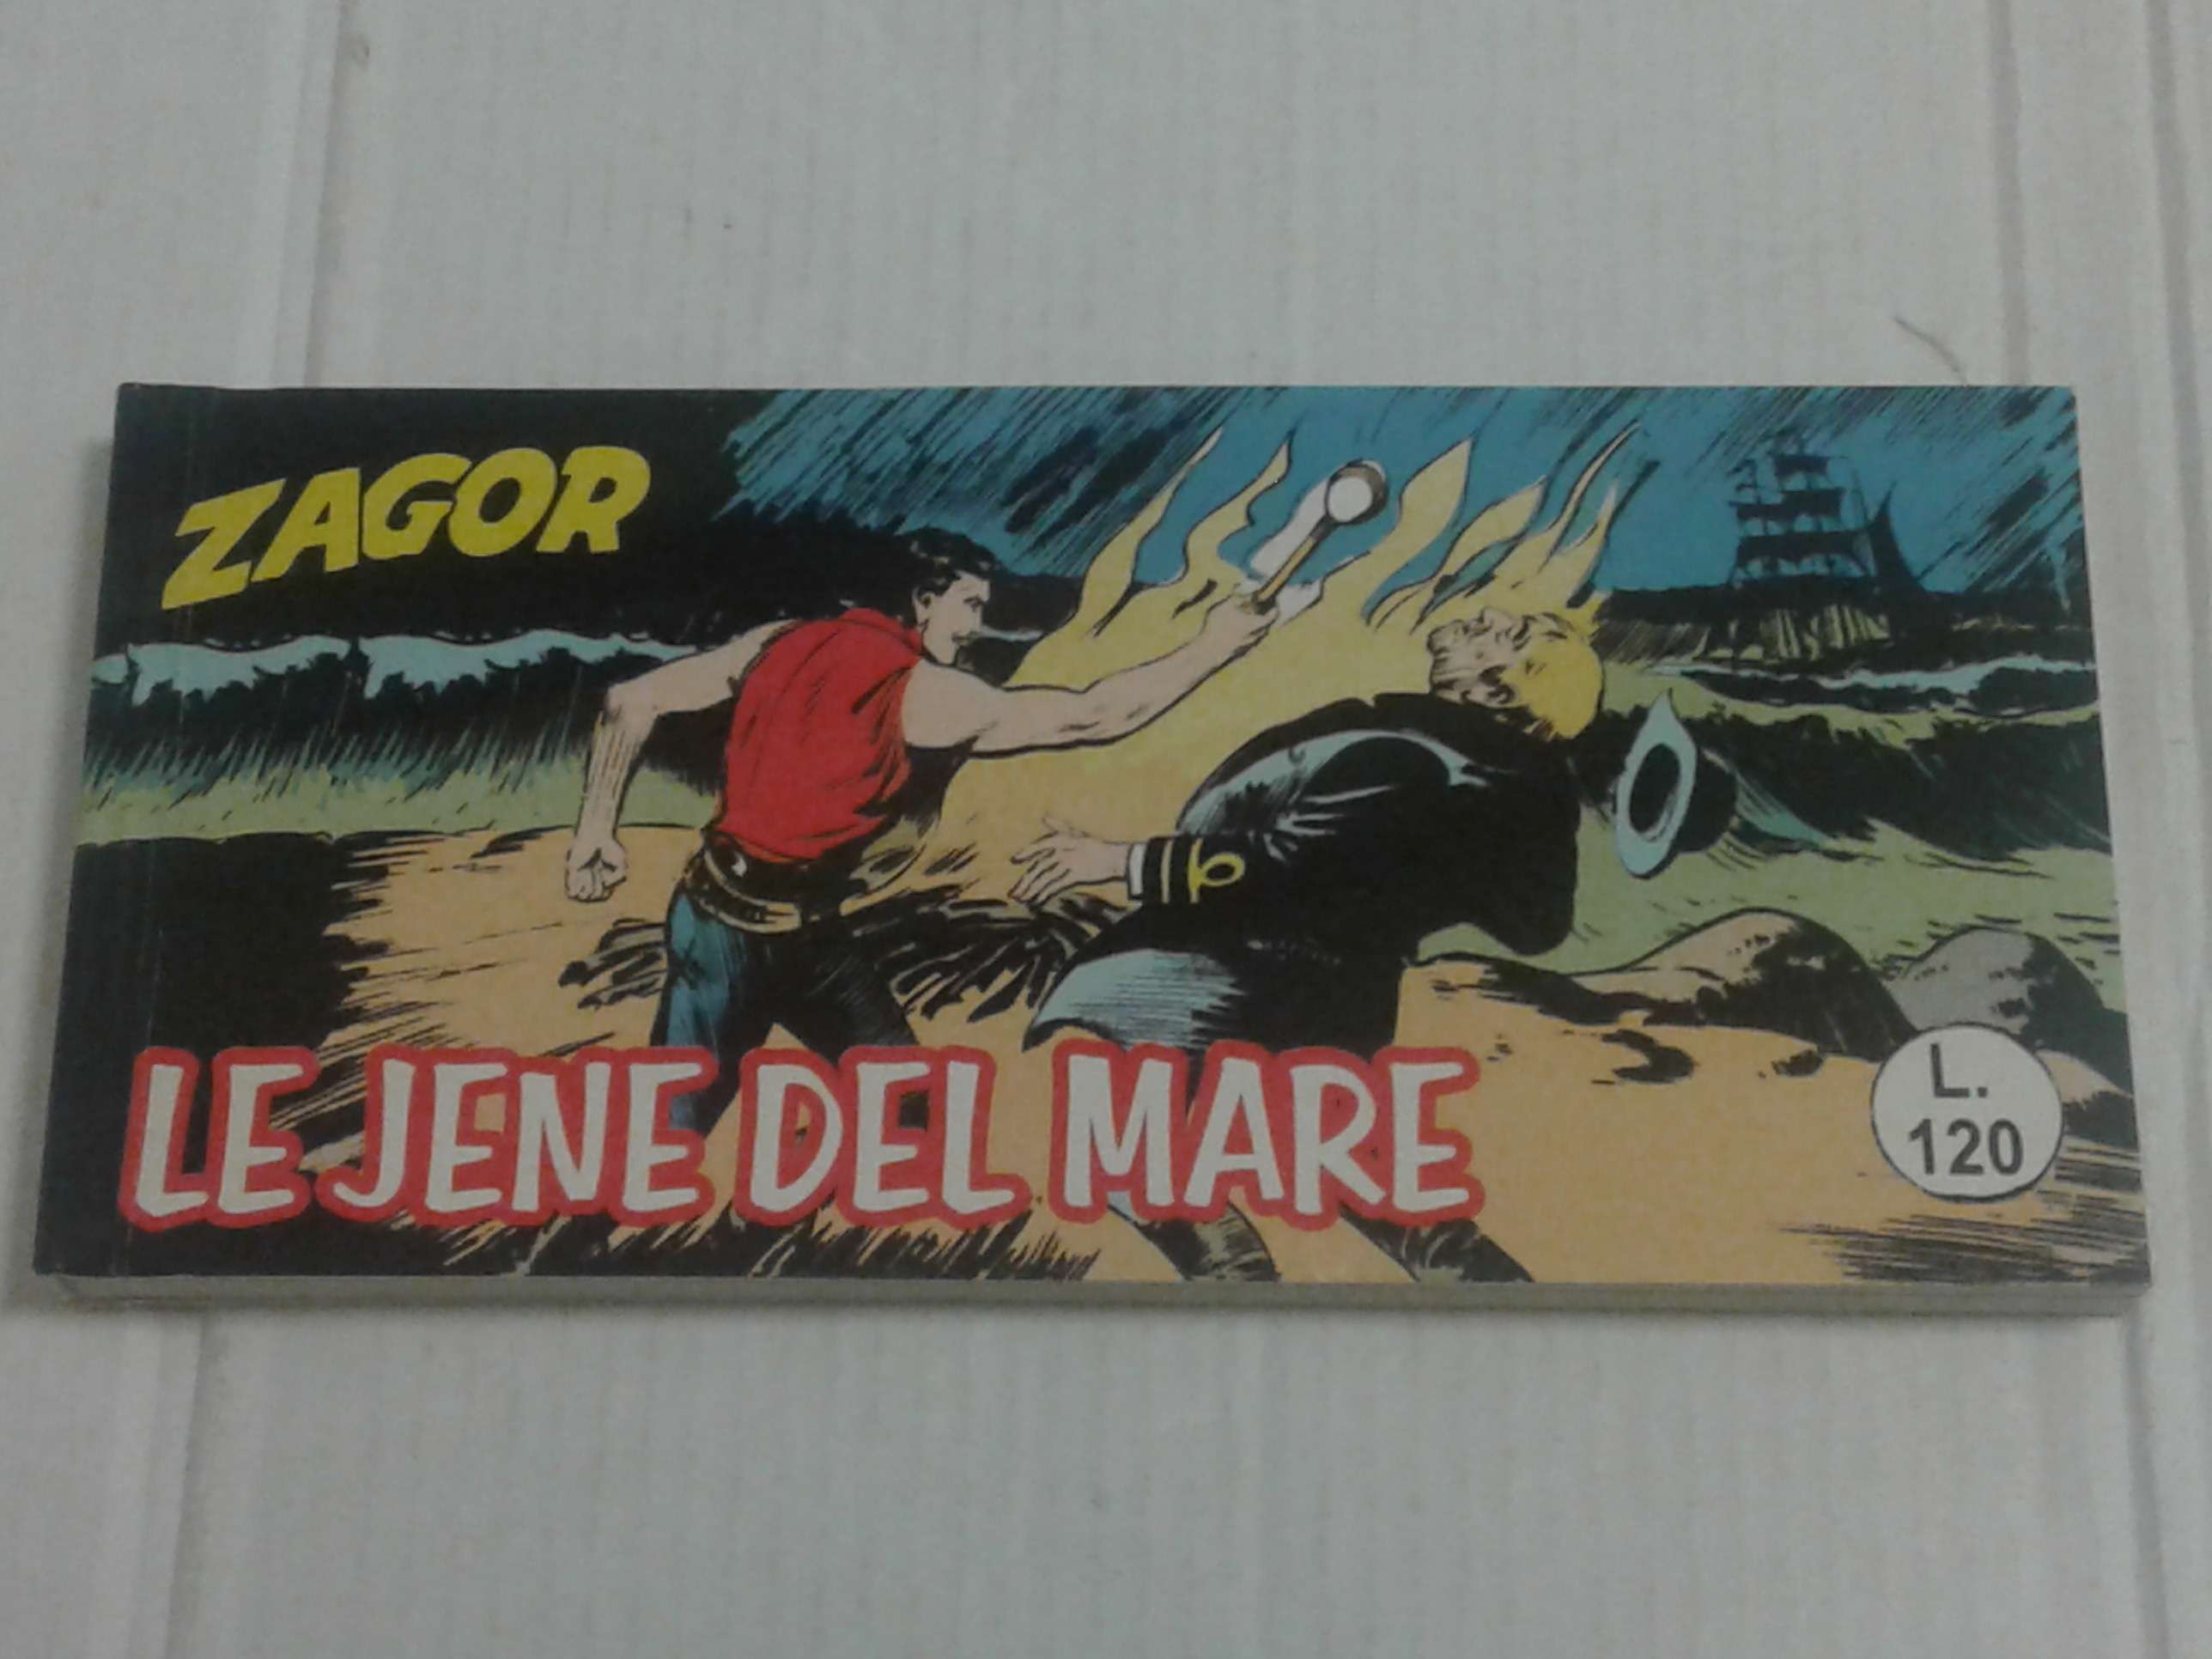 ZAGOR
LE JENE DEL MARE
L.
120